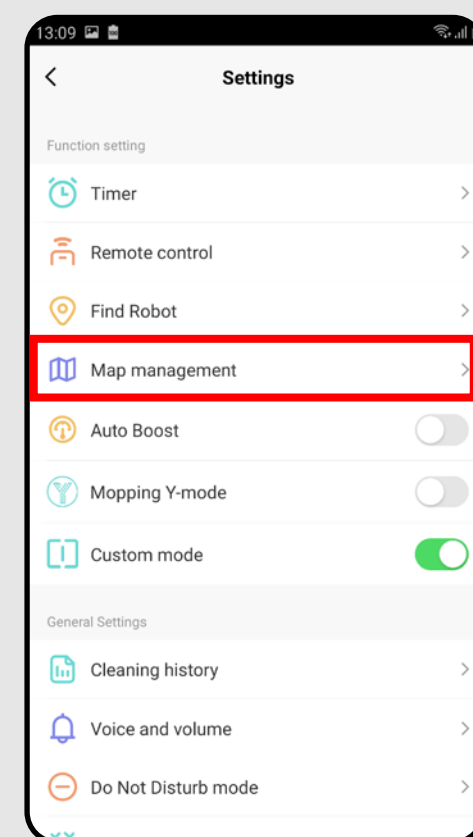 13:09
Settings
Function setting
Timer
Remote control
Find Robot
Map management
Auto Boost
Mopping Y-mode
Custom mode
General Settings
Cleaning history
Voice and volume
Do Not Disturb mode